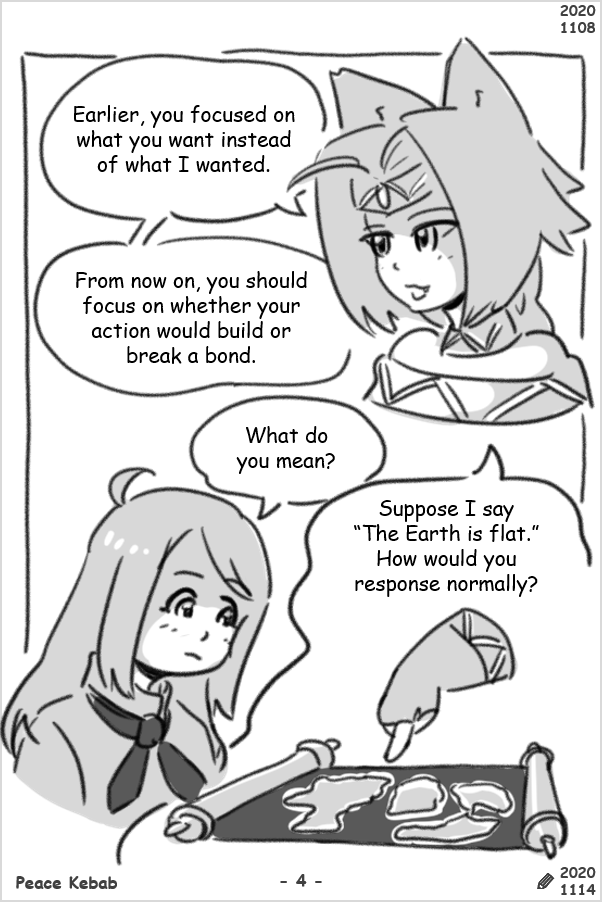 2020
1108
Earlier, you focused on
what you want instead
of what I wanted.
From now on, you should
focus on whether your
action would build or
break a bond.
What do
you mean?
Suppose I say
“The Earth is flat.”
How would you
response normally?
Peace Kebab
- 4 -
2020
1114